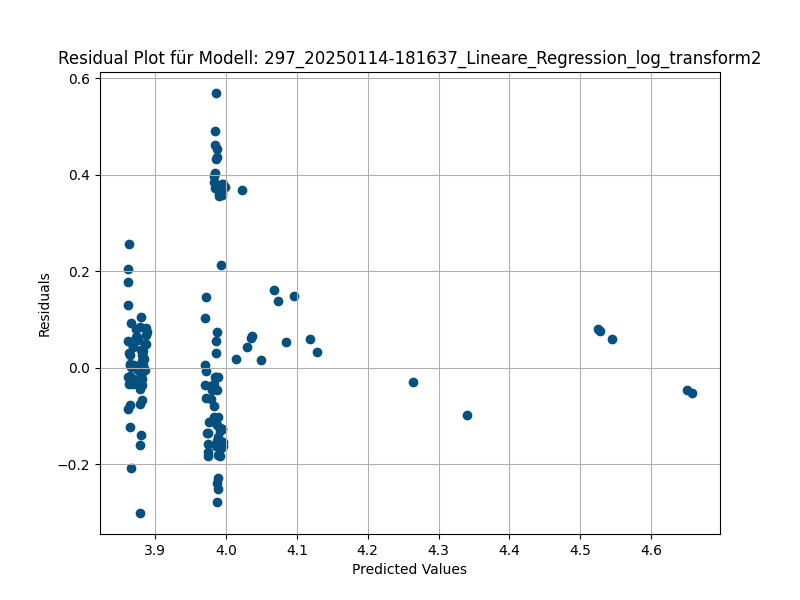 Residual Plot für Modell: 297_20250114-181637_Lineare_Regression_log_transform2
0.6
0.4
0.2
0.0
−0.2
Residuals
3.9 4.0 4.1 4.2 4.3 4.4 4.5 4.6
Predicted Values